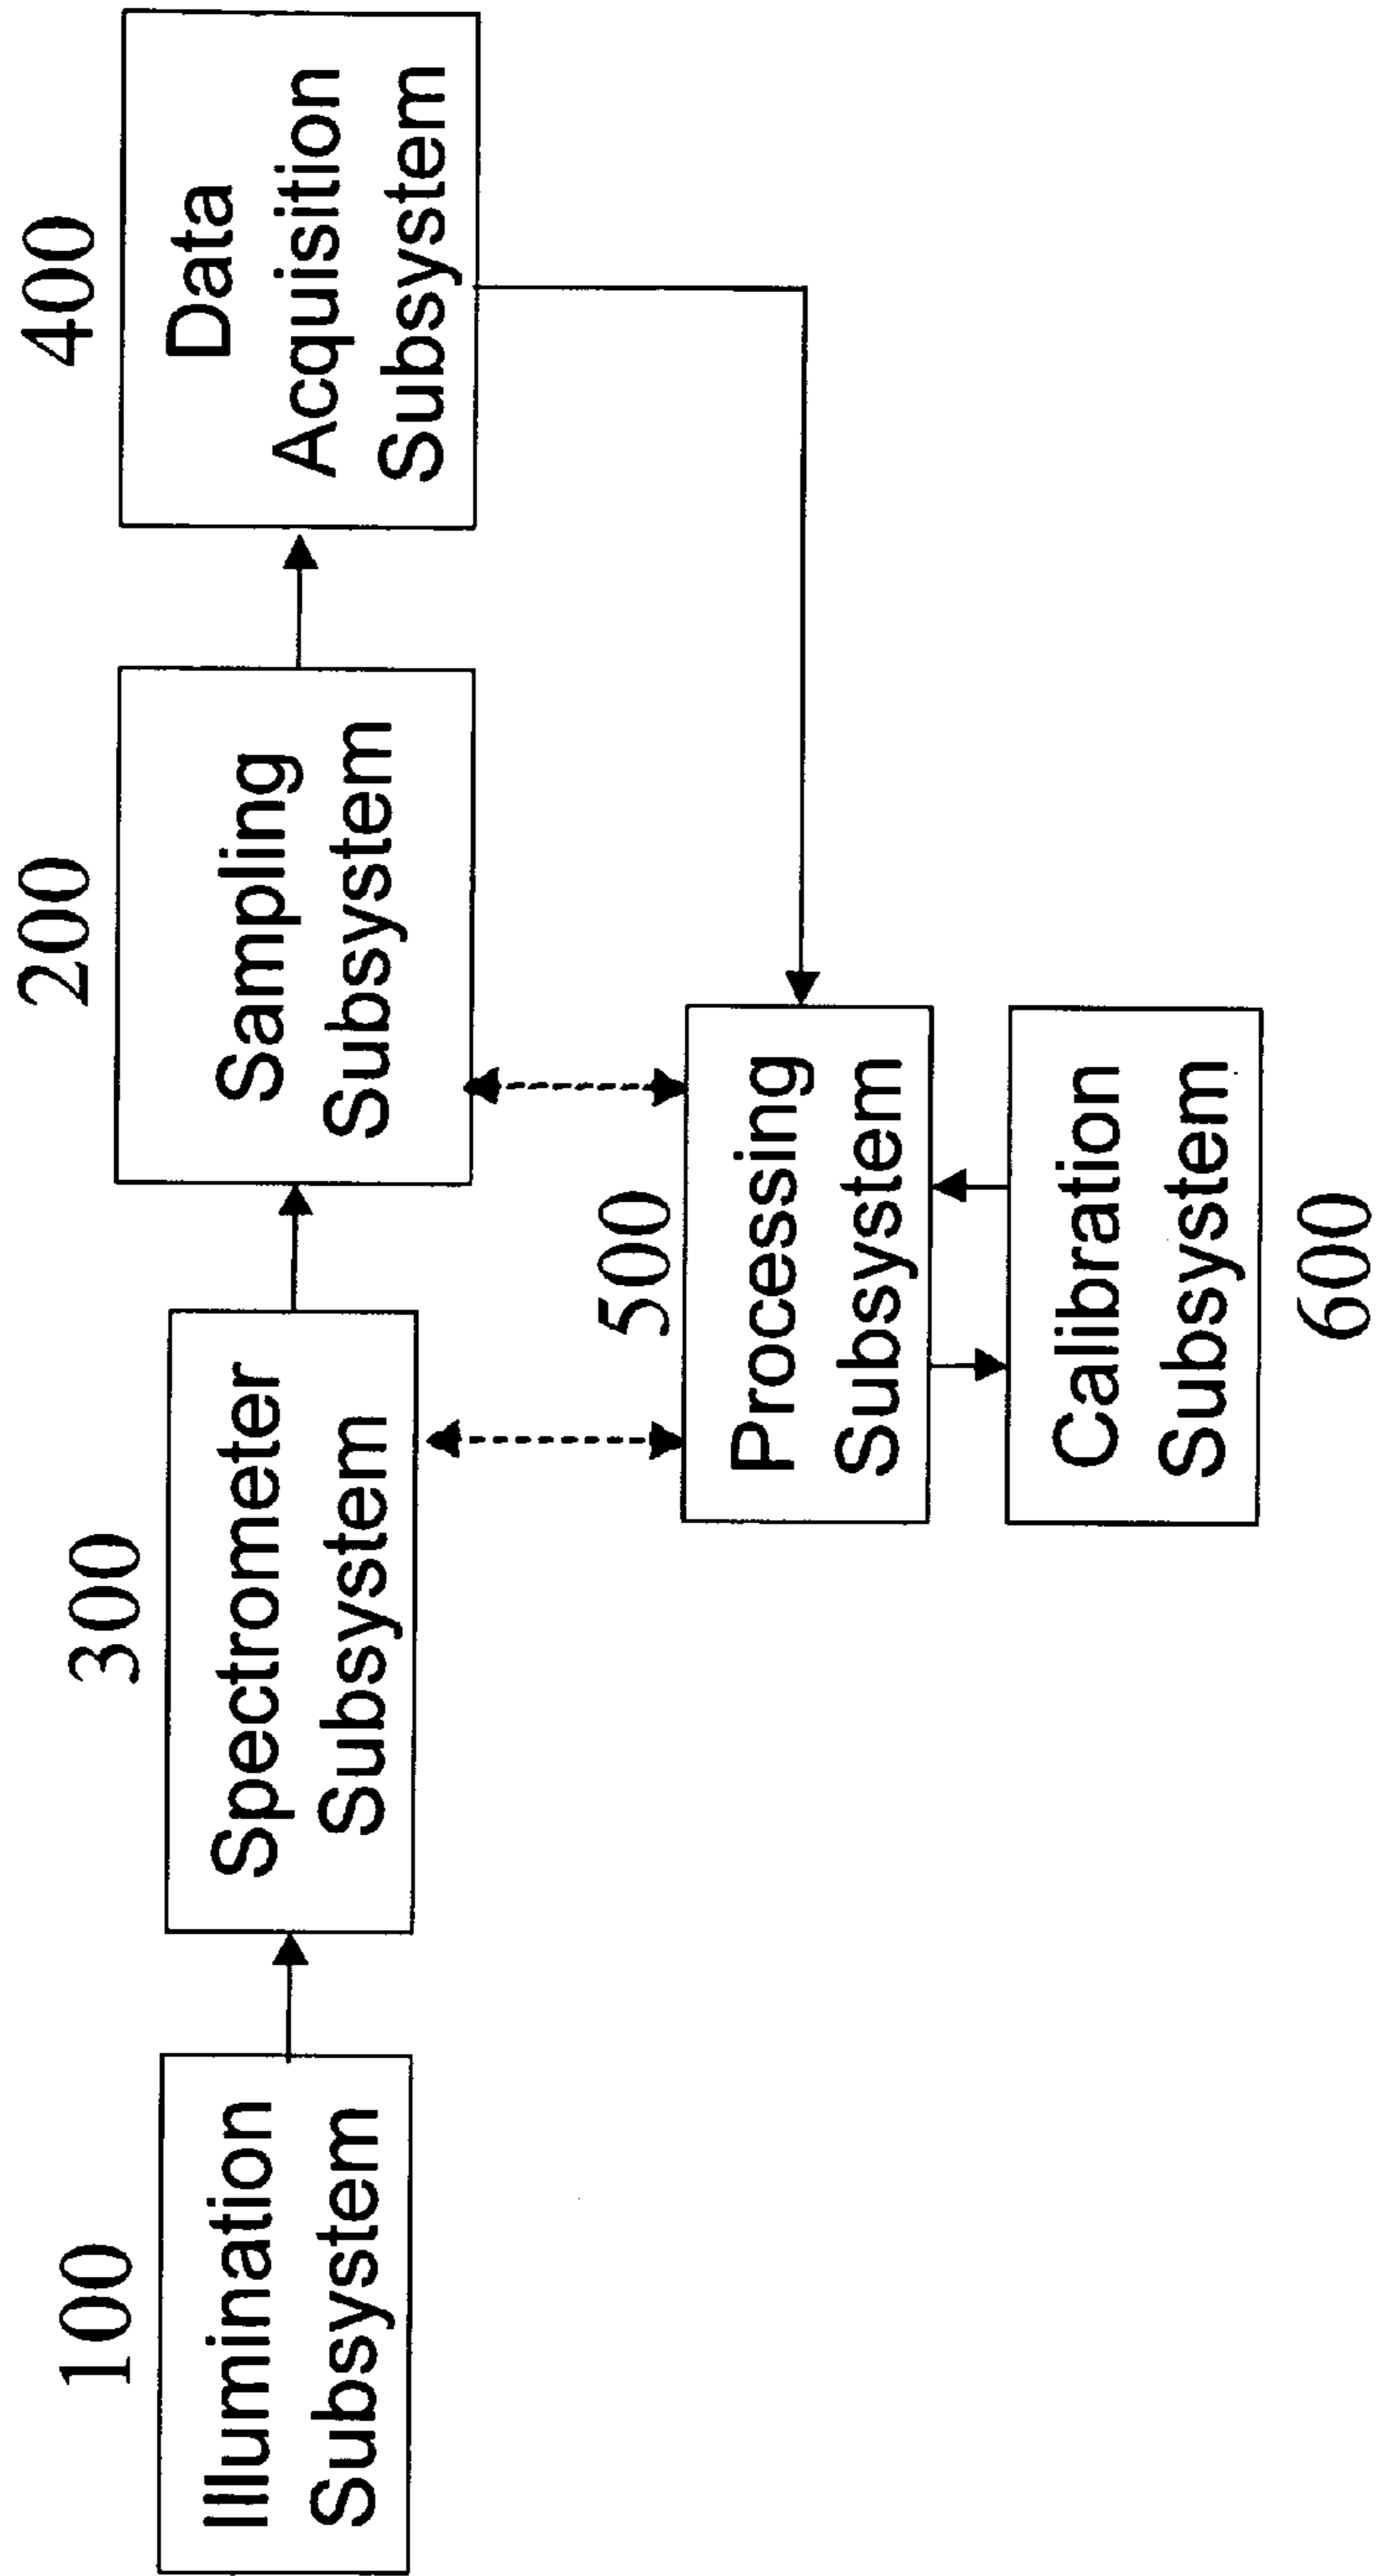 100
Illumination
Subsystem
300
Spectrometer
Subsystem
200
Sampling
Subsystem
400
Data
Acquisition
Subsystem
500
Processing
Subsystem
Calibration
Subsystem
600